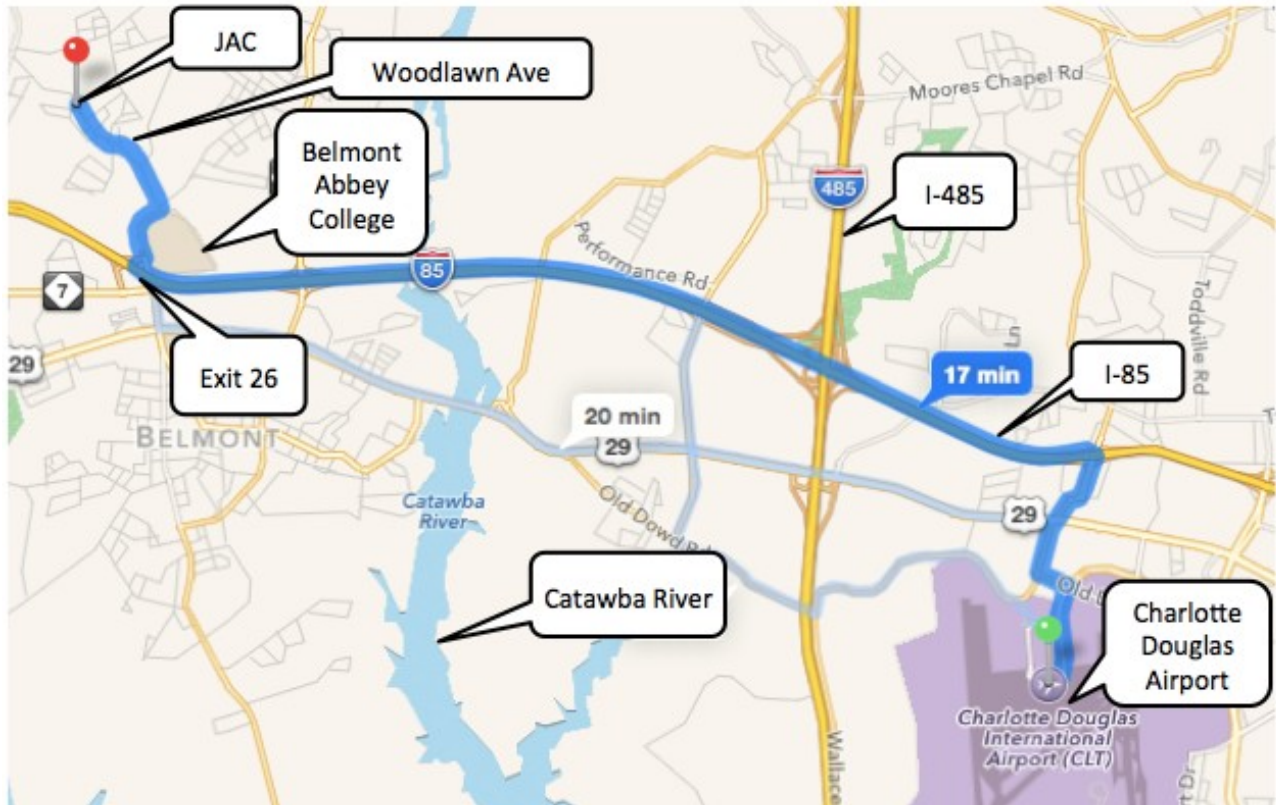 JAC
Woodlawn Ave
Moores Chapel Rd
Belmont
Abbey
College
485
I-485
Performance Rd
85
7
Toddville Rd
29
Exit 26
Ln
17 min
I-85
20 min
BELMONT
29
29
Catawba
River
Old Dowd Rd
Catawba River
Old
Charlotte
Douglas
Airport
Charlotte Douglas
International
Airport (CLT)
Wallace
t Dr